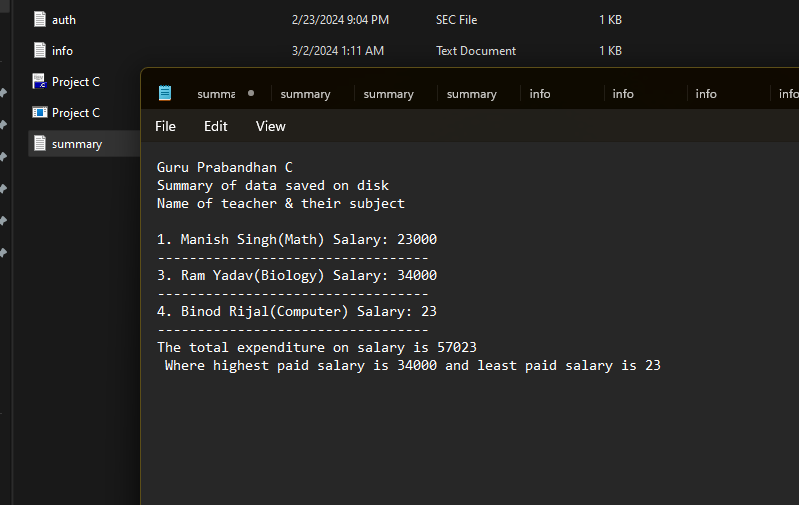 auth 2/23/2024 9:04 PM SEC File 1 KB
info 3/2/2024 1:11 AM Text Document 1 KB
Project C
Project C
summary
summa summary summary summary info info info info
File Edit View
Guru Prabandhan C
Summary of data saved on disk
Name of teacher & their subject
1. Manish Singh(Math) Salary: 23000
----------------------------------
3. Ram Yadav(Biology) Salary: 34000
----------------------------------
4. Binod Rijal(Computer) Salary: 23
----------------------------------
The total expenditure on salary is 57023
Where highest paid salary is 34000 and least paid salary is 23